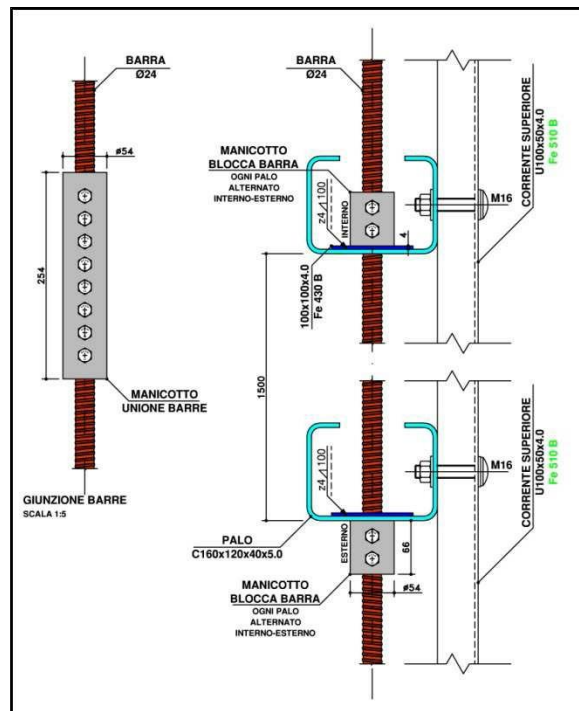 BARRA
Ø24
ø54
254
MANICOTTO
UNIONE BARRE
GIUNZIONE BARRE
SCALA 1:5
BARRA
Ø24
MANICOTTO
BLOCCA BARRA
OGNI PALO
ALTERNATO
INTERNO-ESTERNO
z4 100
INTERNO
4
100x100x4.0
Fe 430 B
M16
CORRENTE SUPERIORE
U100x50x4.0
Fe 510 B
1500
z4 100
M16
CORRENTE SUPERIORE
U100x50x4.0
Fe 510 B
PALO
C160x120x40x5.0
ESTERNO
66
ø54
MANICOTTO
BLOCCA BARRA
OGNI PALO
ALTERNATO
INTERNO-ESTERNO